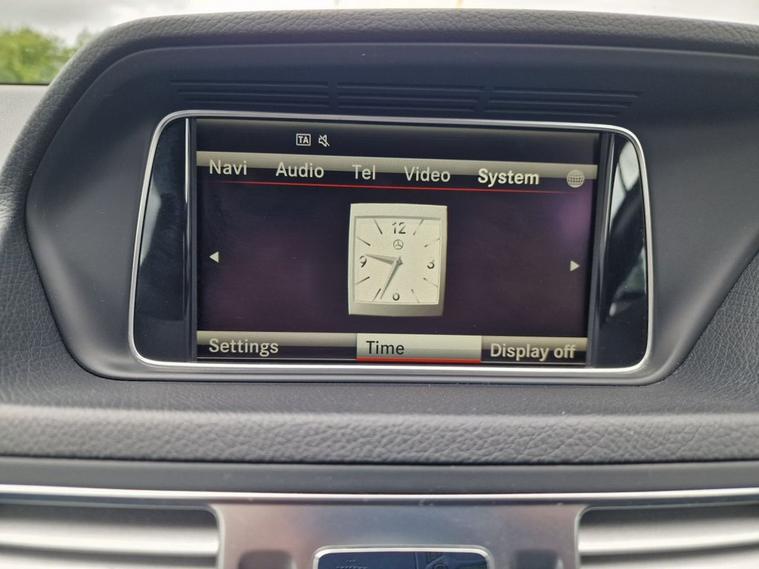 TA
Navi Audio Tel Video System
12
9 3
6
Settings Time Display off